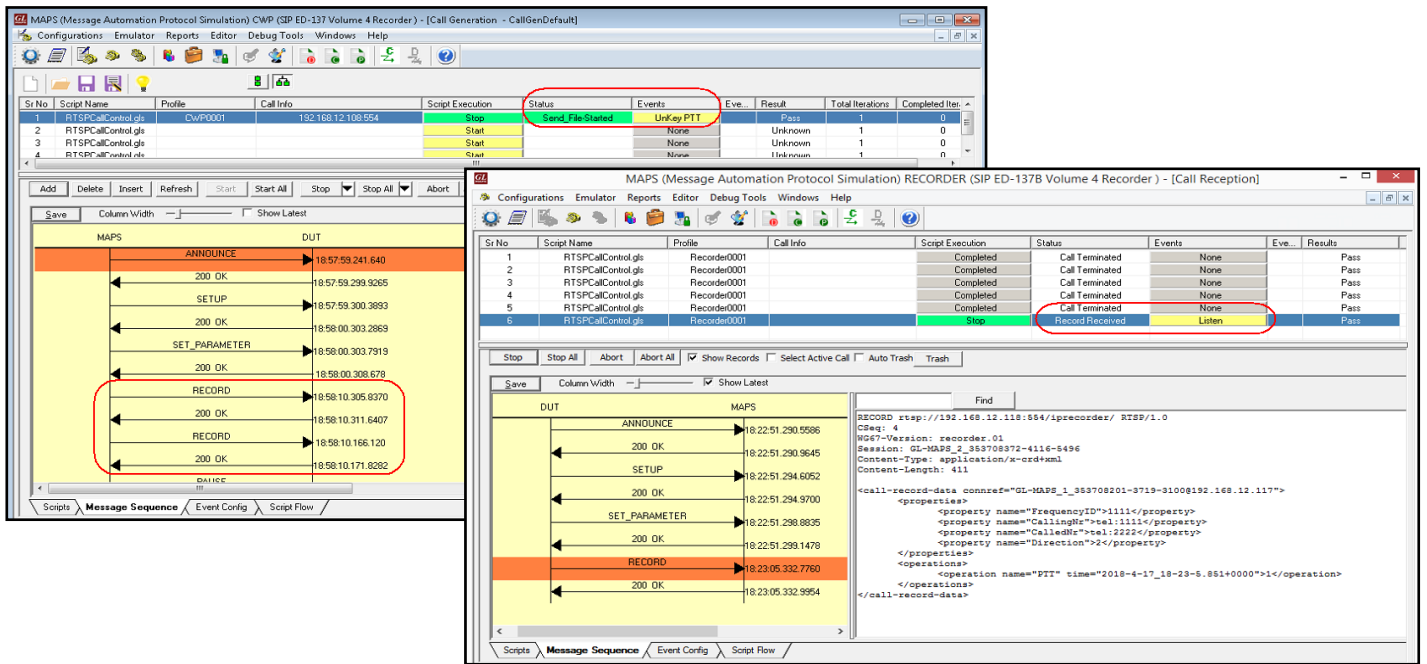 GL MAPS (Message Automation Protocol Simulation) CWP (SIP ED-137 Volume 4 Recorder ) - [Call Generation - CallGenDefault]
Configurations Emulator Reports Editor Debug Tools Windows Help
Sr No Script Name Profile Call Info Script Execution Status Events Eve... Result Total Iterations Completed Iter
1 RTSPCallControl.gls CWP0001 192.168.12.108:554 Stop Send_File-Started UnKey PTT Pass 1 0
2 RTSPCallControl.gls Start None Unknown 1 0
3 RTSPCallControl.gls Start None Unknown 1 0
4 RTSPCallControl.gls Start None Unknown 1 0
Add Delete Insert Refresh Start Start All Stop Stop All Abort
Save Column Width Show Latest
MAPS DUT
ANNOUNCE
18:57:59.241.640
200 OK
18:57:59.299.9265
SETUP
18:57:59.300.3893
200 OK
18:58:00.303.2869
SET_PARAMETER
18:58:00.303.7919
200 OK
18:58:00.308.678
RECORD
18:58:10.305.8370
200 OK
18:58:10.311.6407
RECORD
18:58:10.166.120
200 OK
18:58:10.171.8282
PAUSE
Scripts Message Sequence Event Config Script Flow
GL MAPS (Message Automation Protocol Simulation) RECORDER (SIP ED-137B Volume 4 Recorder ) - [Call Reception]
Configurations Emulator Reports Editor Debug Tools Windows Help
Sr No Script Name Profile Call Info Script Execution Status Events Eve... Results
1 RTSPCallControl.gls Recorder0001 Completed Call Terminated None Pass
2 RTSPCallControl.gls Recorder0001 Completed Call Terminated None Pass
3 RTSPCallControl.gls Recorder0001 Completed Call Terminated None Pass
4 RTSPCallControl.gls Recorder0001 Completed Call Terminated None Pass
5 RTSPCallControl.gls Recorder0001 Completed Call Terminated None Pass
6 RTSPCallControl.gls Recorder0001 Stop Record Received Listen Pass
Stop Stop All Abort Abort All Show Records Select Active Call Auto Trash Trash
Save Column Width Show Latest
Find
DUT MAPS
ANNOUNCE
18:22:51.290.5586
200 OK
18:22:51.290.9645
SETUP
18:22:51.294.6052
200 OK
18:22:51.294.9700
SET_PARAMETER
18:22:51.298.8835
200 OK
18:22:51.299.1478
RECORD
18:23:05.332.7760
200 OK
18:23:05.332.9954
RECORD rtsp://192.168.12.118:554/iprecorder/ RTSP/1.0
CSeq: 4
WG67-Version: recorder.01
Session: GL-MAPS_2_353708372-4116-5496
Content-Type: application/x-crd+xml
Content-Length: 411
<call-record-data connref="GL-MAPS_1_353708201-3719-3100@192.168.12.117">
<properties>
<property name="FrequencyID">1111</property>
<property name="CallingNr">tel:1111</property>
<property name="CalledNr">tel:2222</property>
<property name="Direction">2</property>
</properties>
<operations>
<operation name="PTT" time="2018-4-17_18-23-5.851+0000">1</operation>
</operations>
</call-record-data>
Scripts Message Sequence Event Config Script Flow